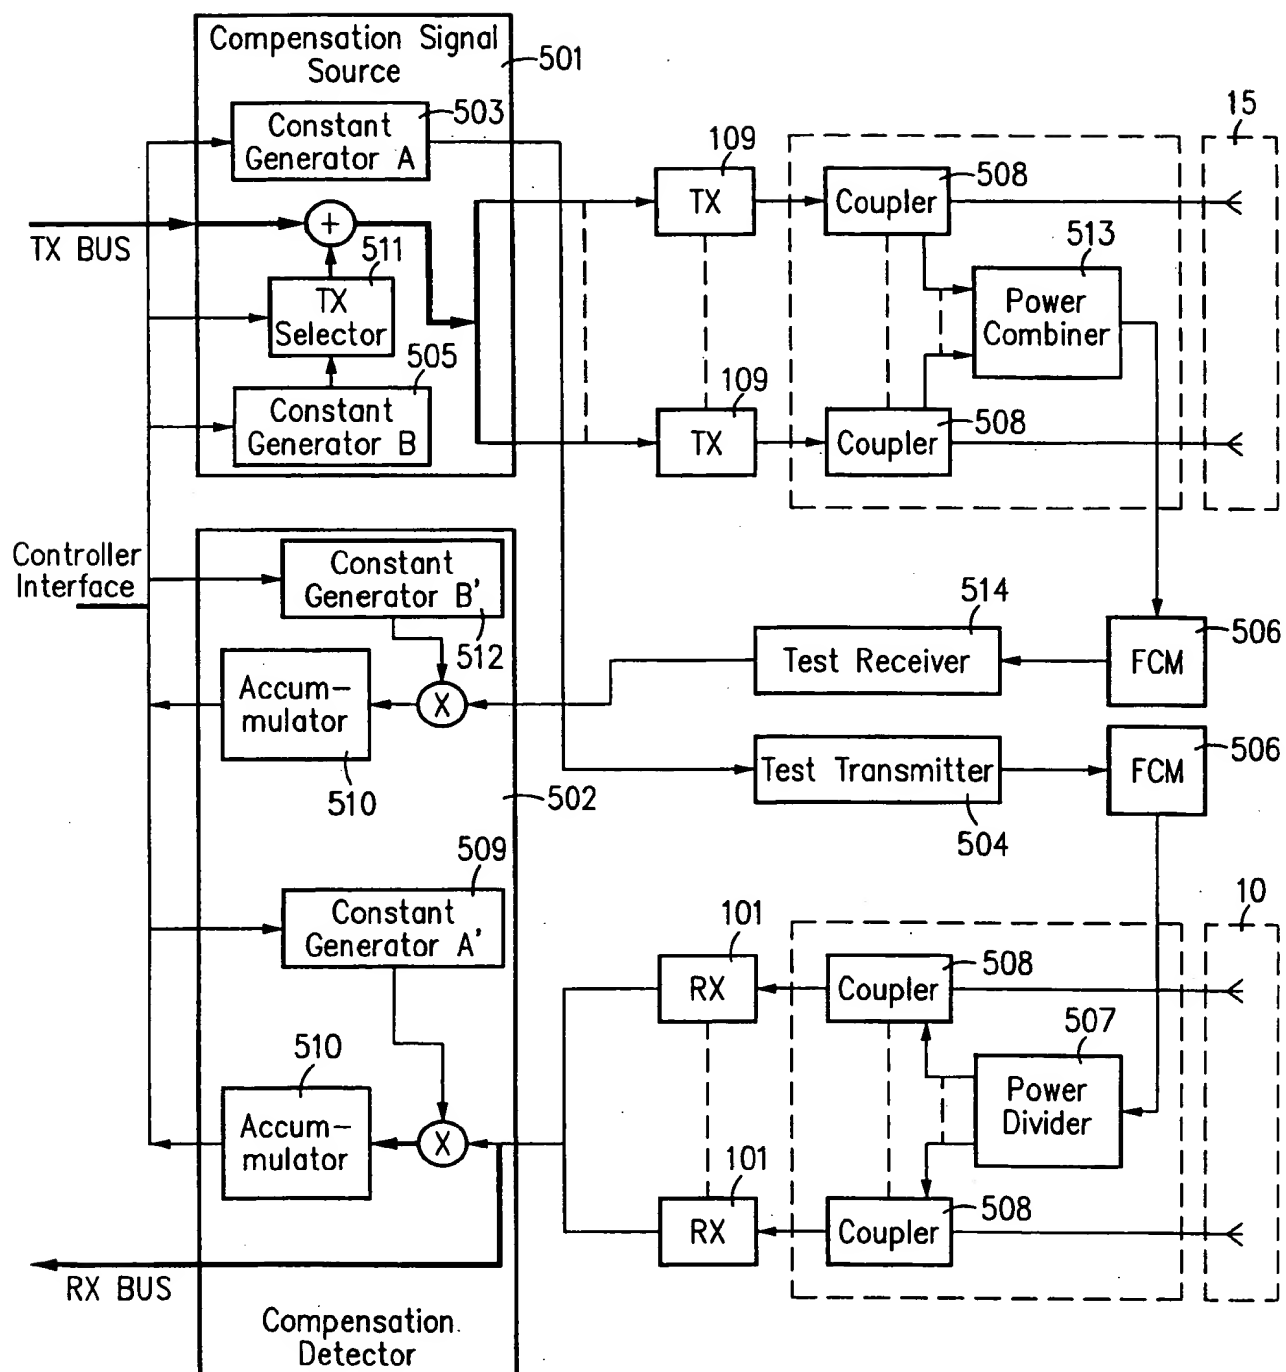 Compensation Signal
Source
501
503
Constant
Generator A
TX BUS
+
511
TX
Selector
505
Constant
Generator B
109
TX
109
TX
508
Coupler
513
Power
Combiner
508
Coupler
15
Controller
Interface
Constant
Generator B'
512
Accum-
mulator
510
X
502
514
Test Receiver
506
FCM
Test Transmitter
504
506
FCM
509
Constant
Generator A'
510
Accum-
mulator
X
RX BUS
Compensation
Detector
101
RX
101
RX
508
Coupler
507
Power
Divider
508
Coupler
10